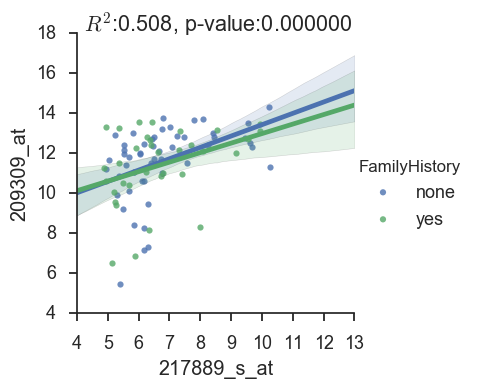 R²:0.508, p-value:0.000000
18
16
14
12
10
8
6
4
209309_at
4 5 6 7 8 9 10 11 12 13
217889_s_at
FamilyHistory
none
yes